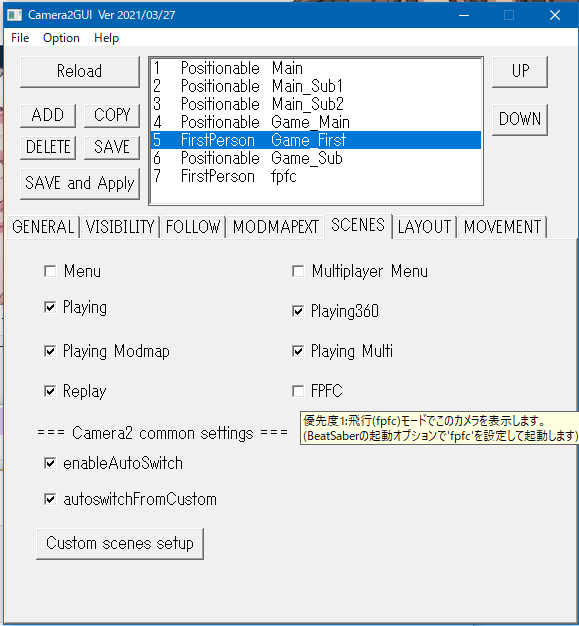 Camera2GUI Ver 2021/03/27
File Option Help
Reload
ADD COPY
DELETE SAVE
SAVE and Apply
1 Positionable Main
2 Positionable Main_Sub1
3 Positionable Main_Sub2
4 Positionable Game_Main
5 FirstPerson Game_First
6 Positionable Game_Sub
7 FirstPerson fpfc
UP
DOWN
GENERAL VISIBILITY FOLLOW MODMAPEXT SCENES LAYOUT MOVEMENT
Menu Multiplayer Menu
Playing Playing360
Playing Modmap Playing Multi
Replay FPFC
優先度1:飛行(fpfc)モードでこのカメラを表示します。
(BeatSaberの起動オプションで'fpfc'を設定して起動します)
=== Camera2 common settings ===
enableAutoSwitch
autoswitchFromCustom
Custom scenes setup